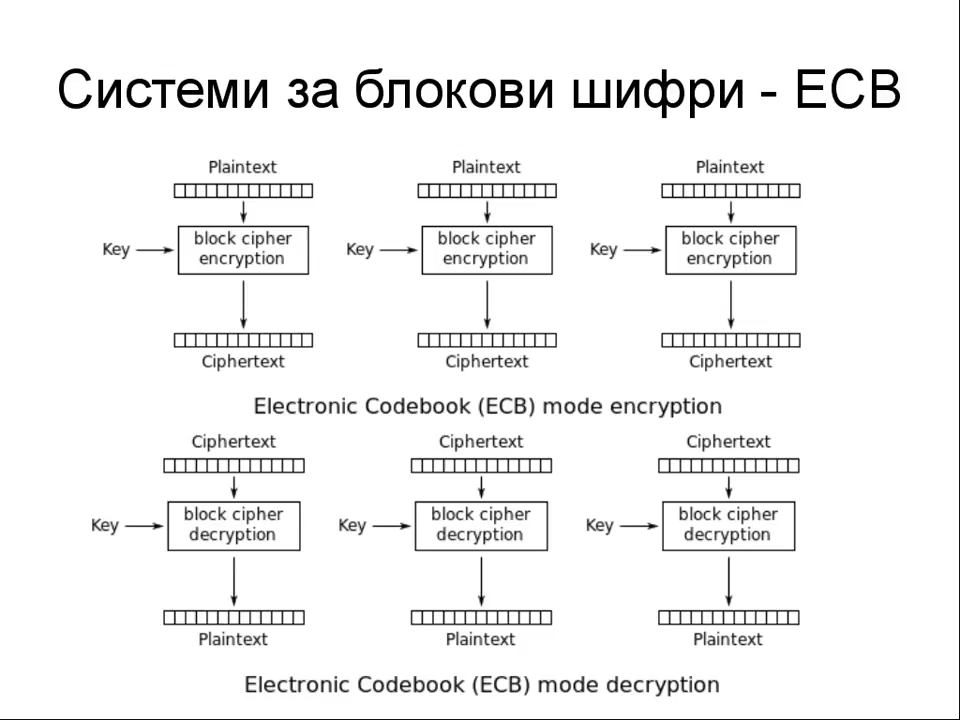 Системи за блокови шифри - ECB
Plaintext Plaintext Plaintext
Key block cipher encryption Key block cipher encryption Key block cipher encryption
Ciphertext Ciphertext Ciphertext
Electronic Codebook (ECB) mode encryption
Ciphertext Ciphertext Ciphertext
Key block cipher decryption Key block cipher decryption Key block cipher decryption
Plaintext Plaintext Plaintext
Electronic Codebook (ECB) mode decryption